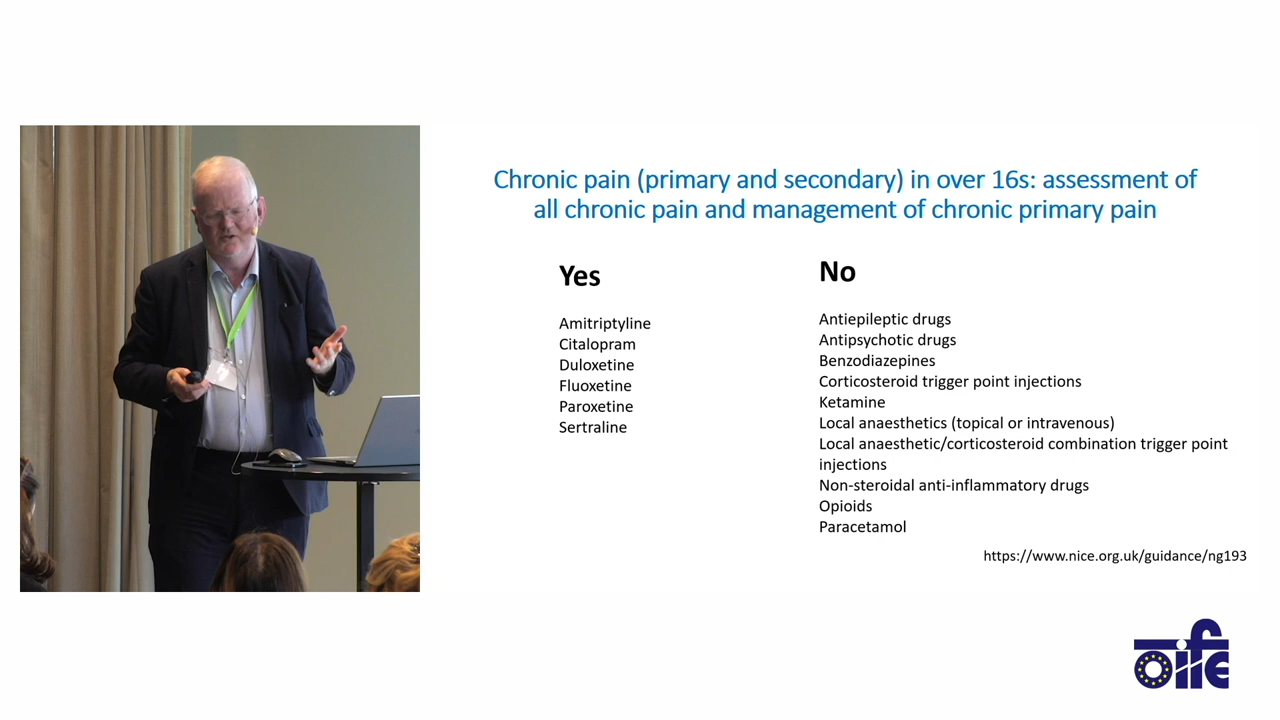 Chronic pain (primary and secondary) in over 16s: assessment of
all chronic pain and management of chronic primary pain
Yes
Amitriptyline
Citalopram
Duloxetine
Fluoxetine
Paroxetine
Sertraline
No
Antiepileptic drugs
Antipsychotic drugs
Benzodiazepines
Corticosteroid trigger point injections
Ketamine
Local anaesthetics (topical or intravenous)
Local anaesthetic/corticosteroid combination trigger point
injections
Non-steroidal anti-inflammatory drugs
Opioids
Paracetamol
https://www.nice.org.uk/guidance/ng193
oife